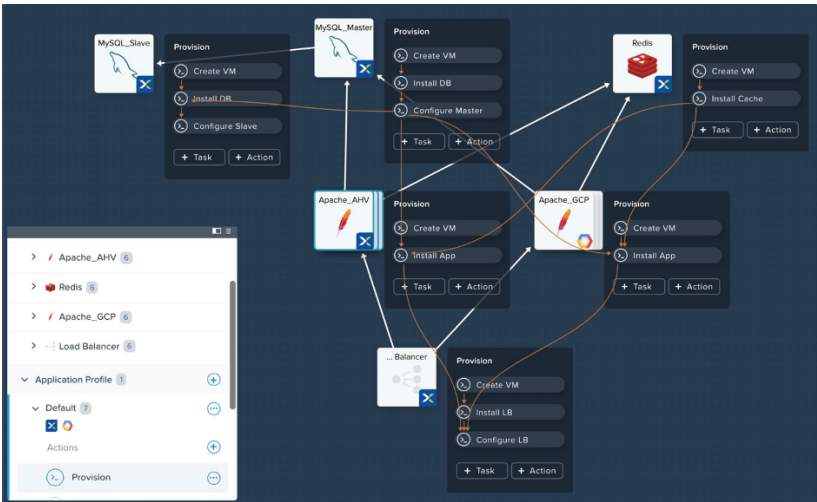 MySQL_Slave
Provision
Create VM
Install DB
Configure Slave
+ Task
+ Action
MySQL_Master
Provision
Create VM
Install DB
Configure Master
+ Task
+ Action
Redis
Provision
Create VM
Install Cache
+ Task
+ Action
Apache_AHV
Provision
Create VM
Install App
+ Task
+ Action
Apache_GCP
Provision
Create VM
Install App
+ Task
+ Action
... Balancer
Provision
Create VM
Install LB
Configure LB
+ Task
+ Action
Apache_AHV 6
Redis 6
Apache_GCP 6
Load Balancer 6
Application Profile 1
Default 7
Actions
Provision